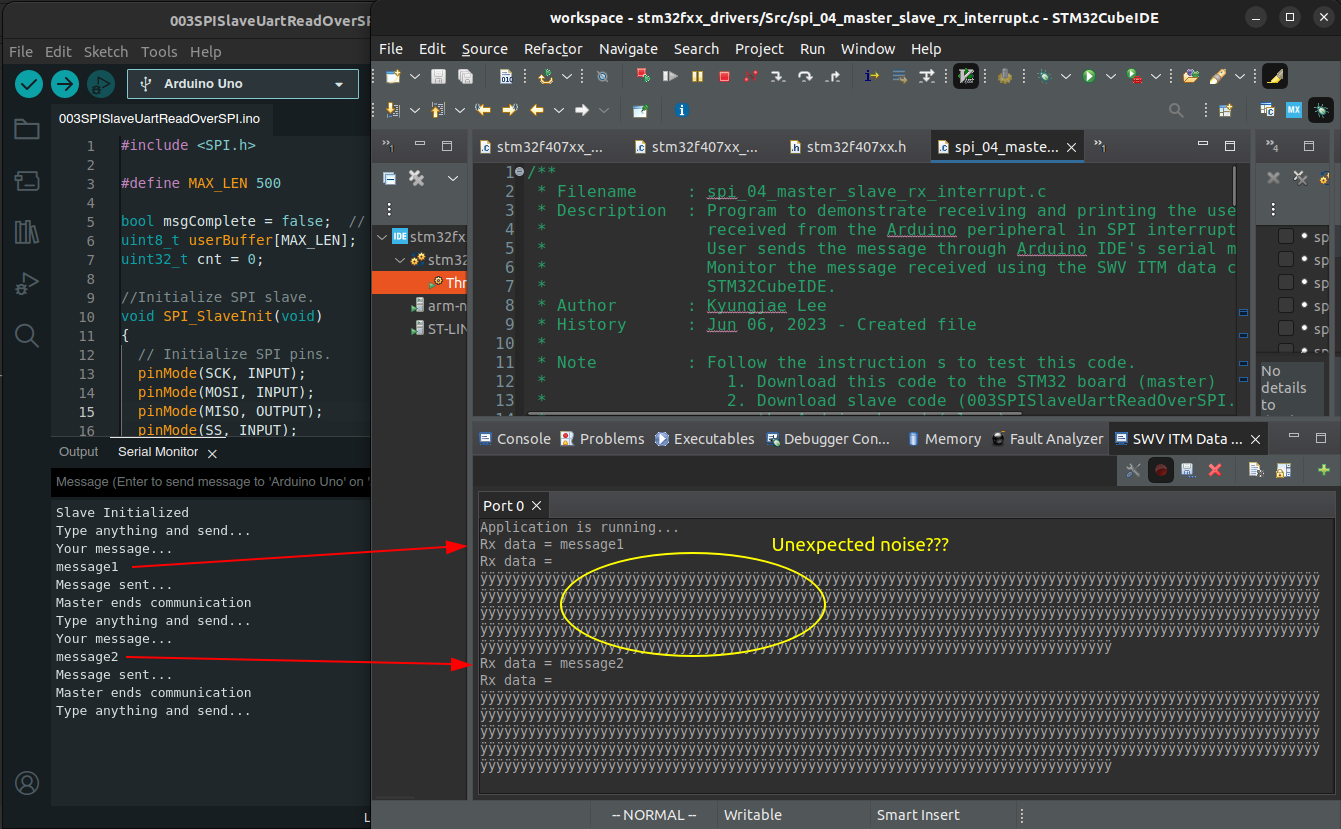 003SPISlaveUartReadOverSPI
File Edit Sketch Tools Help
Arduino Uno
003SPISlaveUartReadOverSPI.ino
1 #include <SPI.h>
2
3 #define MAX_LEN 500
4
5 bool msgComplete = false; //
6 uint8_t userBuffer[MAX_LEN];
7 uint32_t cnt = 0;
8
9 //Initialize SPI slave.
10 void SPI_SlaveInit(void)
11 {
12 // Initialize SPI pins.
13 pinMode(SCK, INPUT);
14 pinMode(MOSI, INPUT);
15 pinMode(MISO, OUTPUT);
16 pinMode(SS, INPUT);
Output Serial Monitor
Message (Enter to send message to 'Arduino Uno' on '
Slave Initialized
Type anything and send...
Your message...
message1
Message sent...
Master ends communication
Type anything and send...
Your message...
message2
Message sent...
Master ends communication
Type anything and send...
L
workspace - stm32fxx_drivers/Src/spi_04_master_slave_rx_interrupt.c - STM32CubeIDE
File Edit Source Refactor Navigate Search Project Run Window Help
stm32f407xx_... stm32f407xx_... stm32f407xx.h spi_04_maste...
IDE stm32fx
stm32
Thr
arm-n
ST-LIN
1 /**
2 * Filename : spi_04_master_slave_rx_interrupt.c
3 * Description : Program to demonstrate receiving and printing the use
4 * received from the Arduino peripheral in SPI interrupt
5 * User sends the message through Arduino IDE's serial m
6 * Monitor the message received using the SWV ITM data c
7 * STM32CubeIDE.
8 * Author : Kyungjae Lee
9 * History : Jun 06, 2023 - Created file
10 *
11 * Note : Follow the instruction s to test this code.
12 * 1. Download this code to the STM32 board (master)
13 * 2. Download slave code (003SPISlaveUartReadOverSPI.
14
sp
sp
sp
sp
sp
sp
No
details
to
Console Problems Executables Debugger Con... Memory Fault Analyzer SWV ITM Data ...
Port 0
Application is running...
Rx data = message1
Unexpected noise???
Rx data =
Rx data = message2
Rx data =
-- NORMAL -- Writable Smart Insert